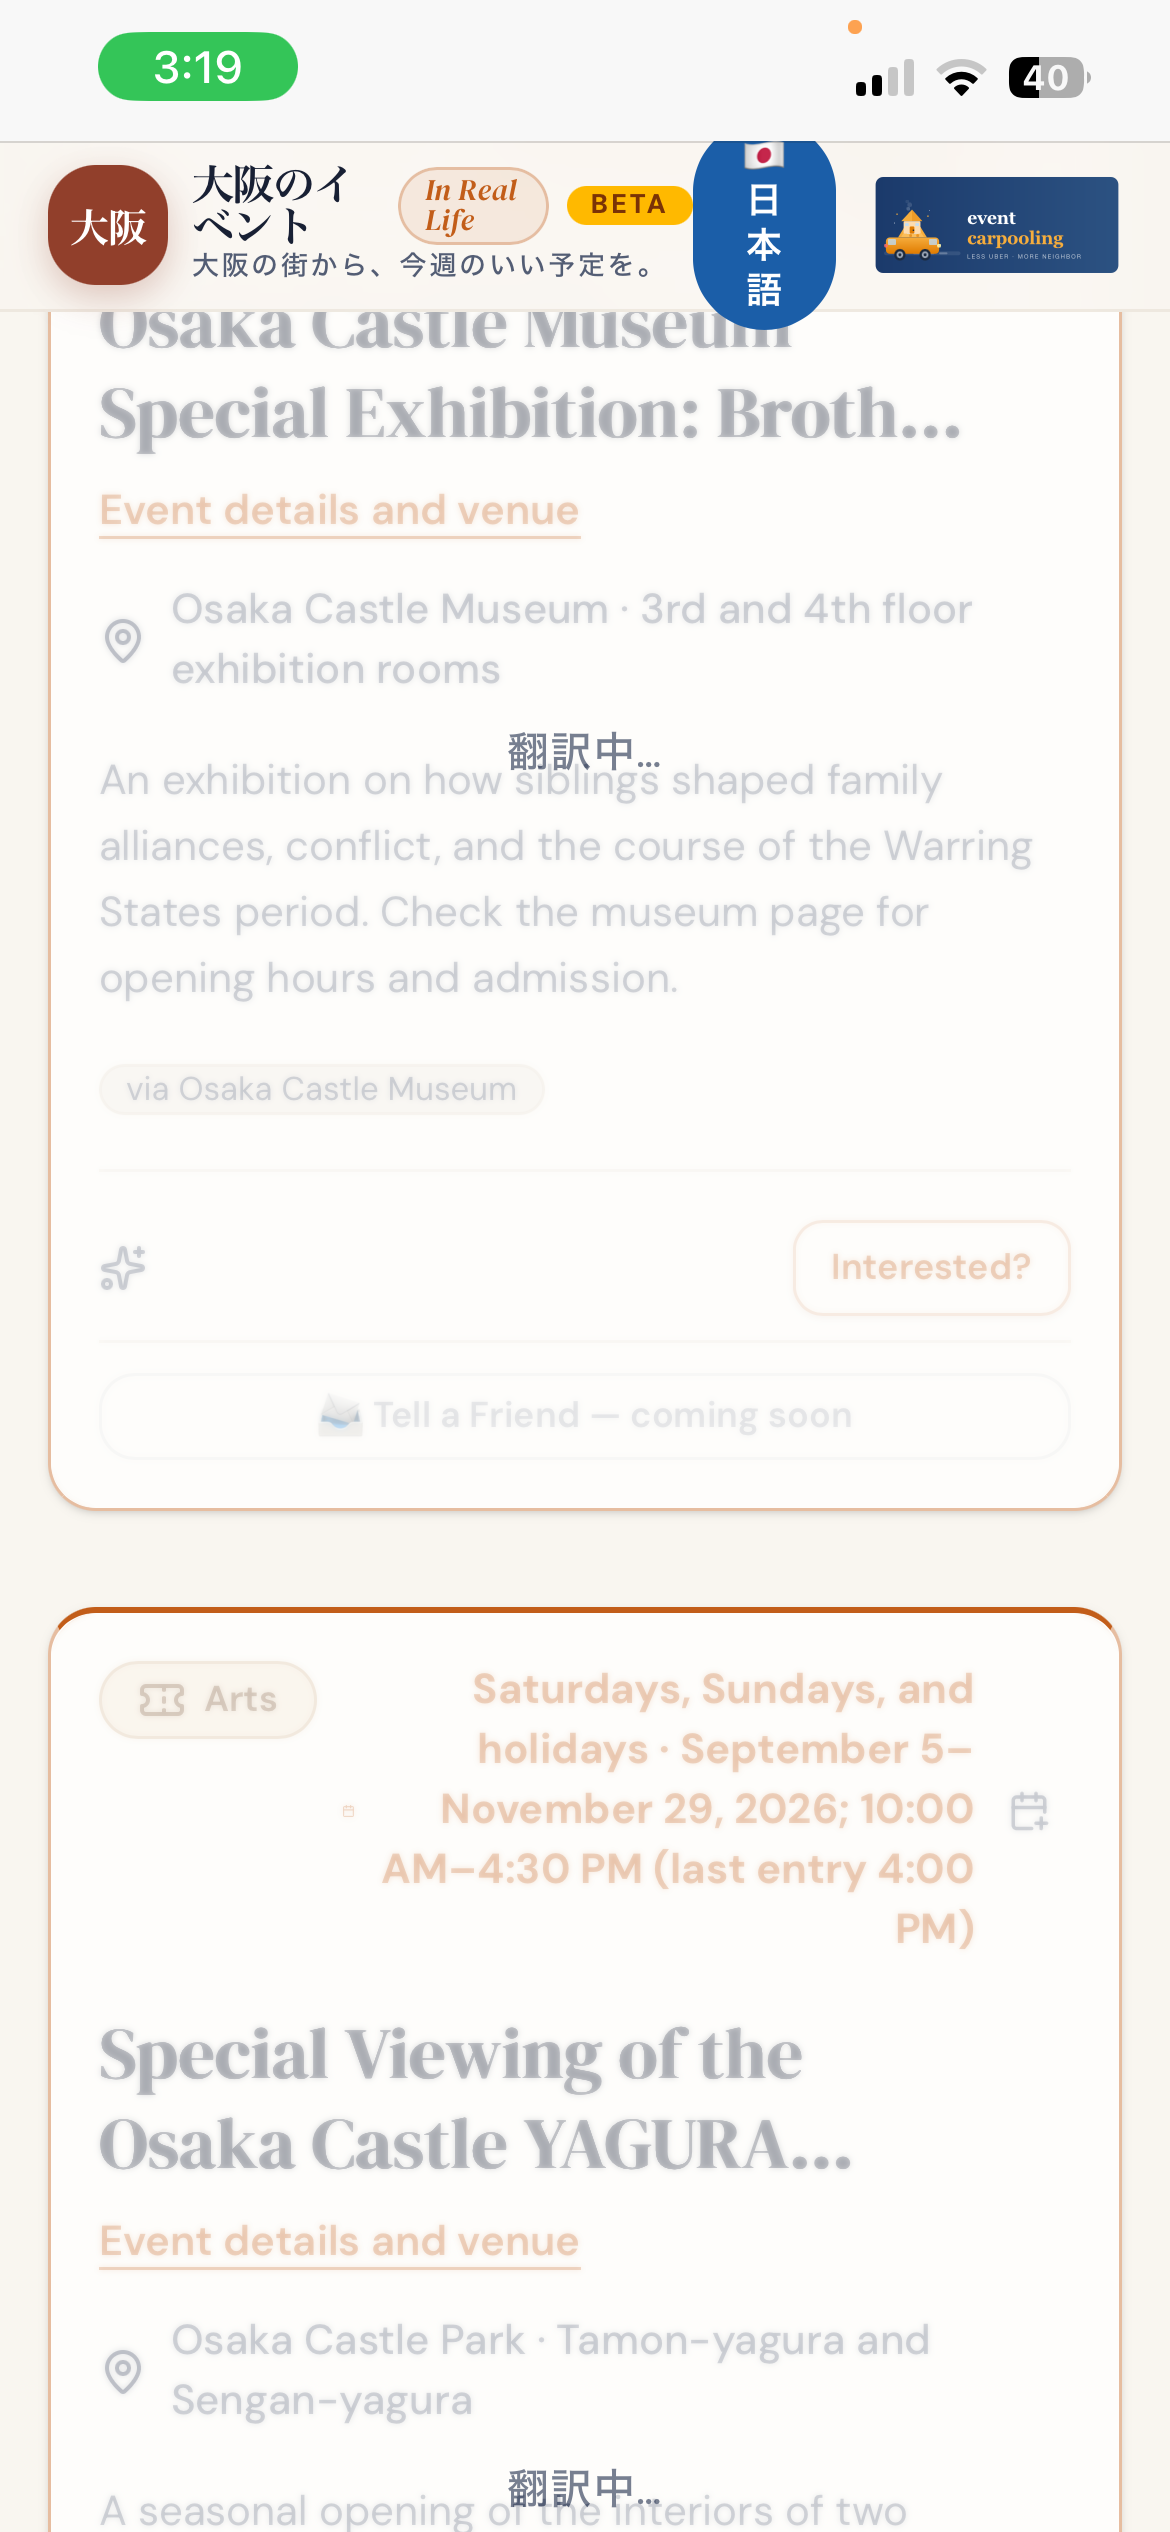 3:19
40
大阪
大阪のイ
ベント
In Real
Life
BETA
大阪の街から、今週のいい予定を。
日
本
語
event
carpooling
LESS UBER · MORE NEIGHBOR
Osaka Castle Museum
Special Exhibition: Broth...
Event details and venue
Osaka Castle Museum · 3rd and 4th floor
exhibition rooms
翻訳中...
An exhibition on how siblings shaped family
alliances, conflict, and the course of the Warring
States period. Check the museum page for
opening hours and admission.
via Osaka Castle Museum
Interested?
Tell a Friend — coming soon
Arts
Saturdays, Sundays, and
holidays · September 5–
November 29, 2026; 10:00
AM–4:30 PM (last entry 4:00
PM)
Special Viewing of the
Osaka Castle YAGURA...
Event details and venue
Osaka Castle Park · Tamon-yagura and
Sengan-yagura
翻訳中...
A seasonal opening of the interiors of two